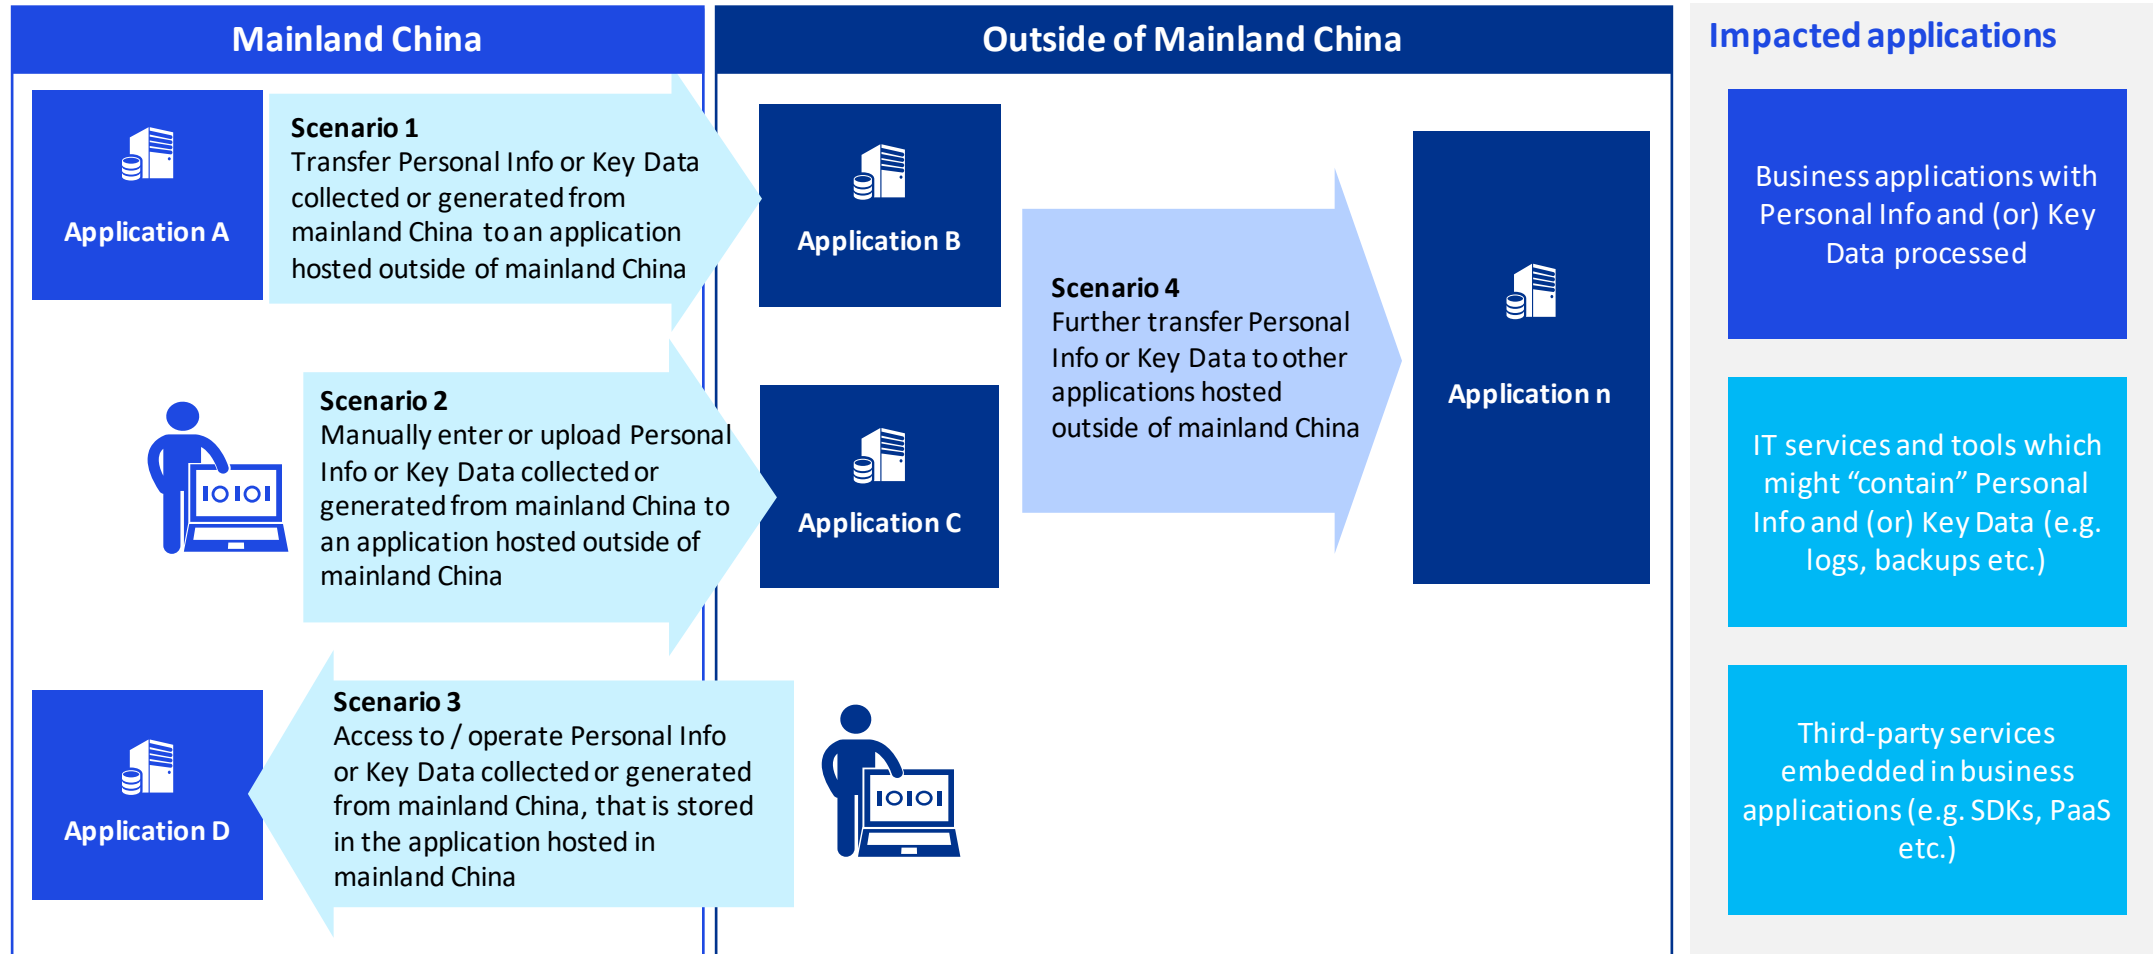 Mainland China
Outside of Mainland China
Impacted applications
Application A
Scenario 1
Transfer Personal Info or Key Data
collected or generated from
mainland China to an application
hosted outside of mainland China
Application B
Scenario 2
Manually enter or upload Personal
Info or Key Data collected or
generated from mainland China to
an application hosted outside of
mainland China
IOIOI
Application C
Scenario 4
Further transfer Personal
Info or Key Data to other
applications hosted
outside of mainland China
Application n
Application D
Scenario 3
Access to / operate Personal Info
or Key Data collected or generated
from mainland China, that is stored
in the application hosted in
mainland China
IOIOI
Business applications with
Personal Info and (or) Key
Data processed
IT services and tools which
might “contain” Personal
Info and (or) Key Data (e.g.
logs, backups etc.)
Third-party services
embedded in business
applications (e.g. SDKs, PaaS
etc.)